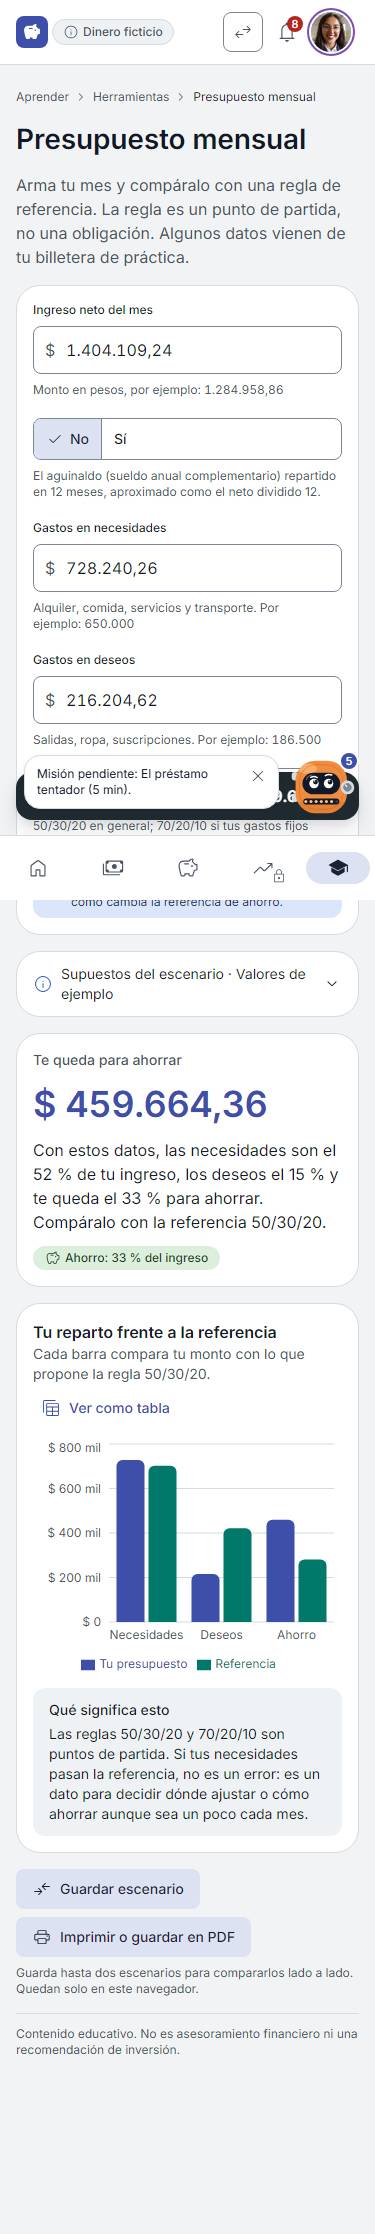 Dinero ficticio
8
Aprender
Herramientas
Presupuesto mensual
Presupuesto mensual
Arma tu mes y compáralo con una regla de
referencia. La regla es un punto de partida,
no una obligación. Algunos datos vienen de
tu billetera de práctica.
Ingreso neto del mes
$ 1.404.109,24
Monto en pesos, por ejemplo: 1.284.958,86
No
Sí
El aguinaldo (sueldo anual complementario) repartido
en 12 meses, aproximado como el neto dividido 12.
Gastos en necesidades
$ 728.240,26
Alquiler, comida, servicios y transporte. Por
ejemplo: 650.000
Gastos en deseos
$ 216.204,62
Salidas, ropa, suscripciones. Por ejemplo: 186.500
Misión pendiente: El préstamo
tentador (5 min).
5
50/30/20 en general; 70/20/10 si tus gastos fijos
como cambia la referencia de ahorro.
Supuestos del escenario · Valores de
ejemplo
Te queda para ahorrar
$ 459.664,36
Con estos datos, las necesidades son el
52 % de tu ingreso, los deseos el 15 % y
te queda el 33 % para ahorrar.
Compáralo con la referencia 50/30/20.
Ahorro: 33 % del ingreso
Tu reparto frente a la referencia
Cada barra compara tu monto con lo que
propone la regla 50/30/20.
Ver como tabla
$ 800 mil
$ 600 mil
$ 400 mil
$ 200 mil
$ 0
Necesidades
Deseos
Ahorro
Tu presupuesto
Referencia
Qué significa esto
Las reglas 50/30/20 y 70/20/10 son
puntos de partida. Si tus necesidades
pasan la referencia, no es un error: es un
dato para decidir dónde ajustar o cómo
ahorrar aunque sea un poco cada mes.
Guardar escenario
Imprimir o guardar en PDF
Guarda hasta dos escenarios para compararlos lado a lado.
Quedan solo en este navegador.
Contenido educativo. No es asesoramiento financiero ni una
recomendación de inversión.